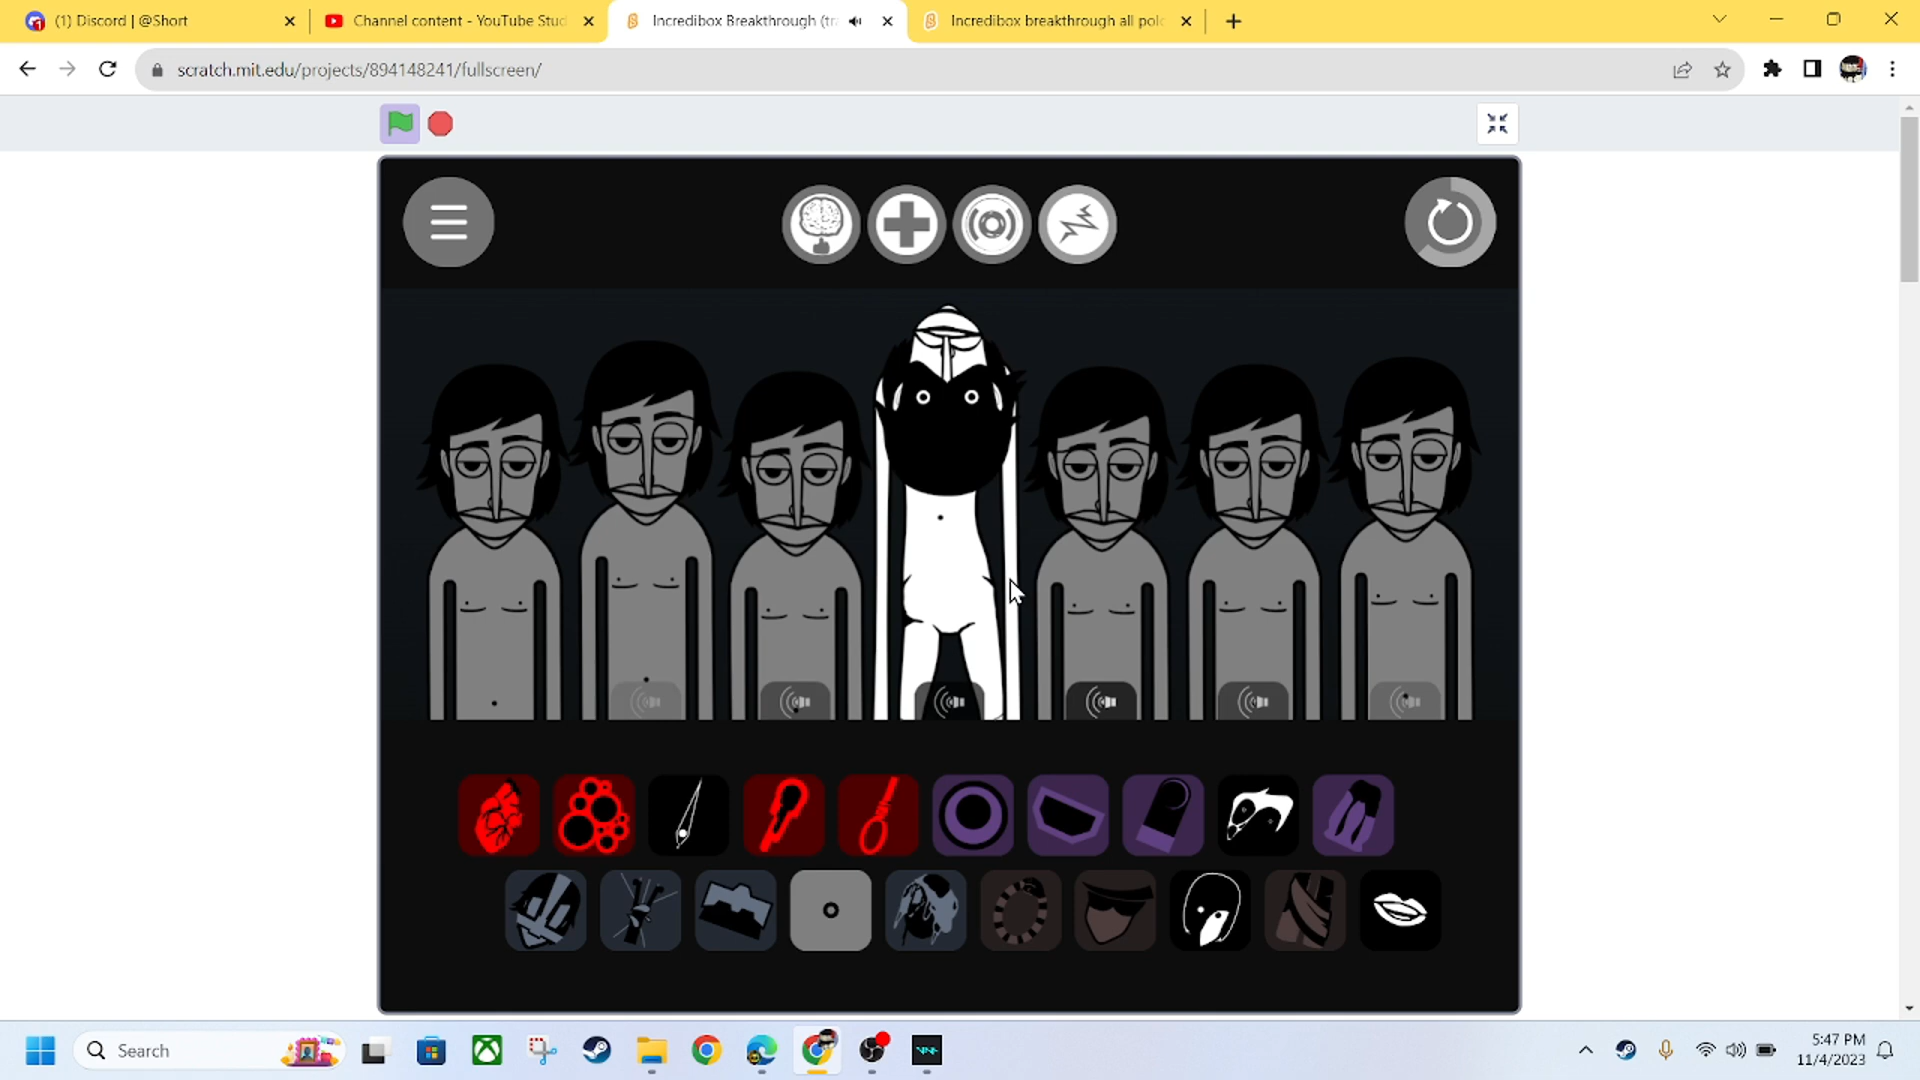 (1) Discord | @Short
Channel content - YouTube Stud
Incredibox Breakthrough (tr
Incredibox breakthrough all pol
scratch.mit.edu/projects/894148241/fullscreen/
Search
5:47 PM
11/4/2023